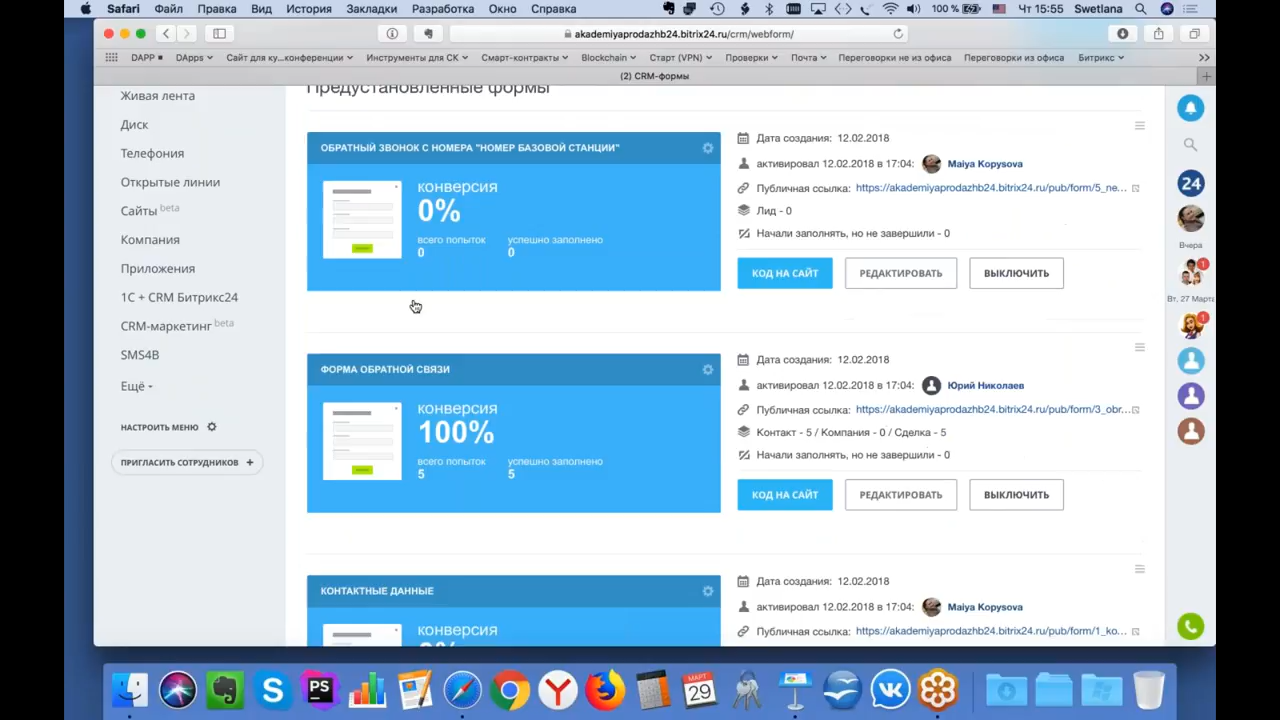 Safari Файл Правка Вид История Закладки Разработка Окно Справка 100 % Чт 15:55 Swetlana
akademiyaprodazhb24.bitrix24.ru/crm/webform/
DAPP DApps Сайт для ку...конференции Инструменты для СК Смарт-контракты Blockchain Старт (VPN) Проверки Почта Переговорки не из офиса Переговорки из офиса Битрикс
(2) CRM-формы
Живая лента
Диск
Телефония
Открытые линии
Сайты beta
Компания
Приложения
1С + CRM Битрикс24
CRM-маркетинг beta
SMS4B
Ещё
НАСТРОИТЬ МЕНЮ
ПРИГЛАСИТЬ СОТРУДНИКОВ +
Предустановленные формы
ОБРАТНЫЙ ЗВОНОК С НОМЕРА "НОМЕР БАЗОВОЙ СТАНЦИИ"
конверсия
0%
всего попыток успешно заполнено
0 0
Дата создания: 12.02.2018
активировал 12.02.2018 в 17:04: Maiya Kopysova
Публичная ссылка: https://akademiyaprodazhb24.bitrix24.ru/pub/form/5_ne...
Лид - 0
Начали заполнять, но не завершили - 0
КОД НА САЙТ РЕДАКТИРОВАТЬ ВЫКЛЮЧИТЬ
ФОРМА ОБРАТНОЙ СВЯЗИ
конверсия
100%
всего попыток успешно заполнено
5 5
Дата создания: 12.02.2018
активировал 12.02.2018 в 17:04: Юрий Николаев
Публичная ссылка: https://akademiyaprodazhb24.bitrix24.ru/pub/form/3_obr...
Контакт - 5 / Компания - 0 / Сделка - 5
Начали заполнять, но не завершили - 0
КОД НА САЙТ РЕДАКТИРОВАТЬ ВЫКЛЮЧИТЬ
КОНТАКТНЫЕ ДАННЫЕ
конверсия
Дата создания: 12.02.2018
активировал 12.02.2018 в 17:04: Maiya Kopysova
Публичная ссылка: https://akademiyaprodazhb24.bitrix24.ru/pub/form/1_ko...
24
Вчера
1
Вт, 27 Марта
1
PS
МАРТ
29